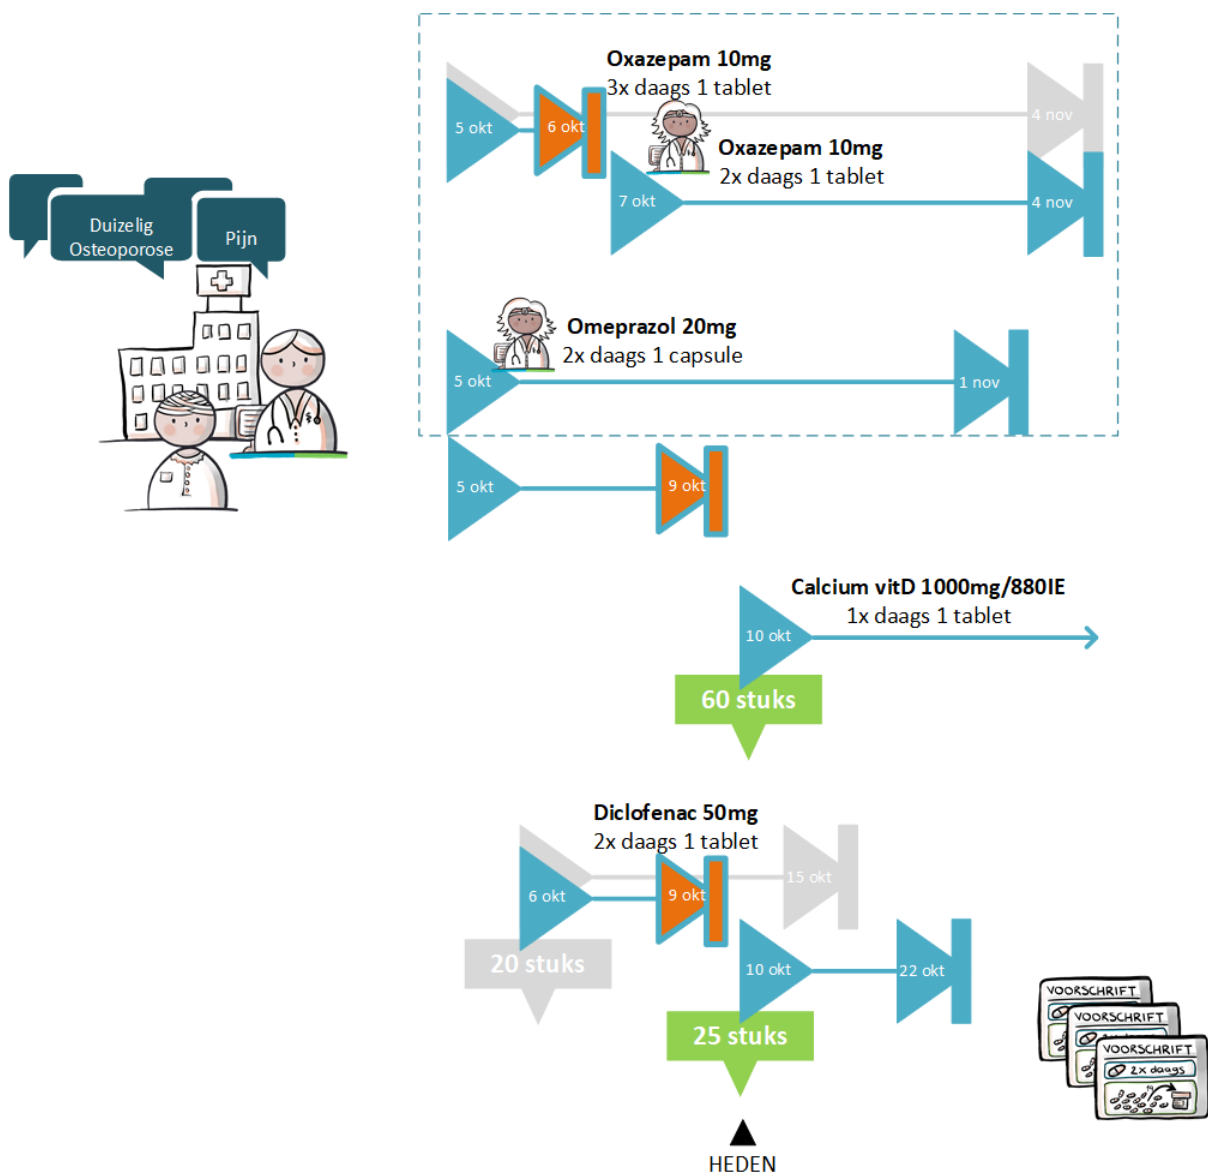 Oxazepam 10mg
3x daags 1 tablet
5 okt
6 okt
4 nov
Oxazepam 10mg
2x daags 1 tablet
7 okt
4 nov
Duizelig
Osteoporose
Pijn
Omeprazol 20mg
2x daags 1 capsule
5 okt
1 nov
5 okt
9 okt
Calcium vitD 1000mg/880IE
1x daags 1 tablet
10 okt
60 stuks
Diclofenac 50mg
2x daags 1 tablet
6 okt
9 okt
15 okt
20 stuks
10 okt
22 okt
25 stuks
VOORSCHRIFT
VOORSCHRIFT
VOORSCHRIFT
2x daags
HEDEN